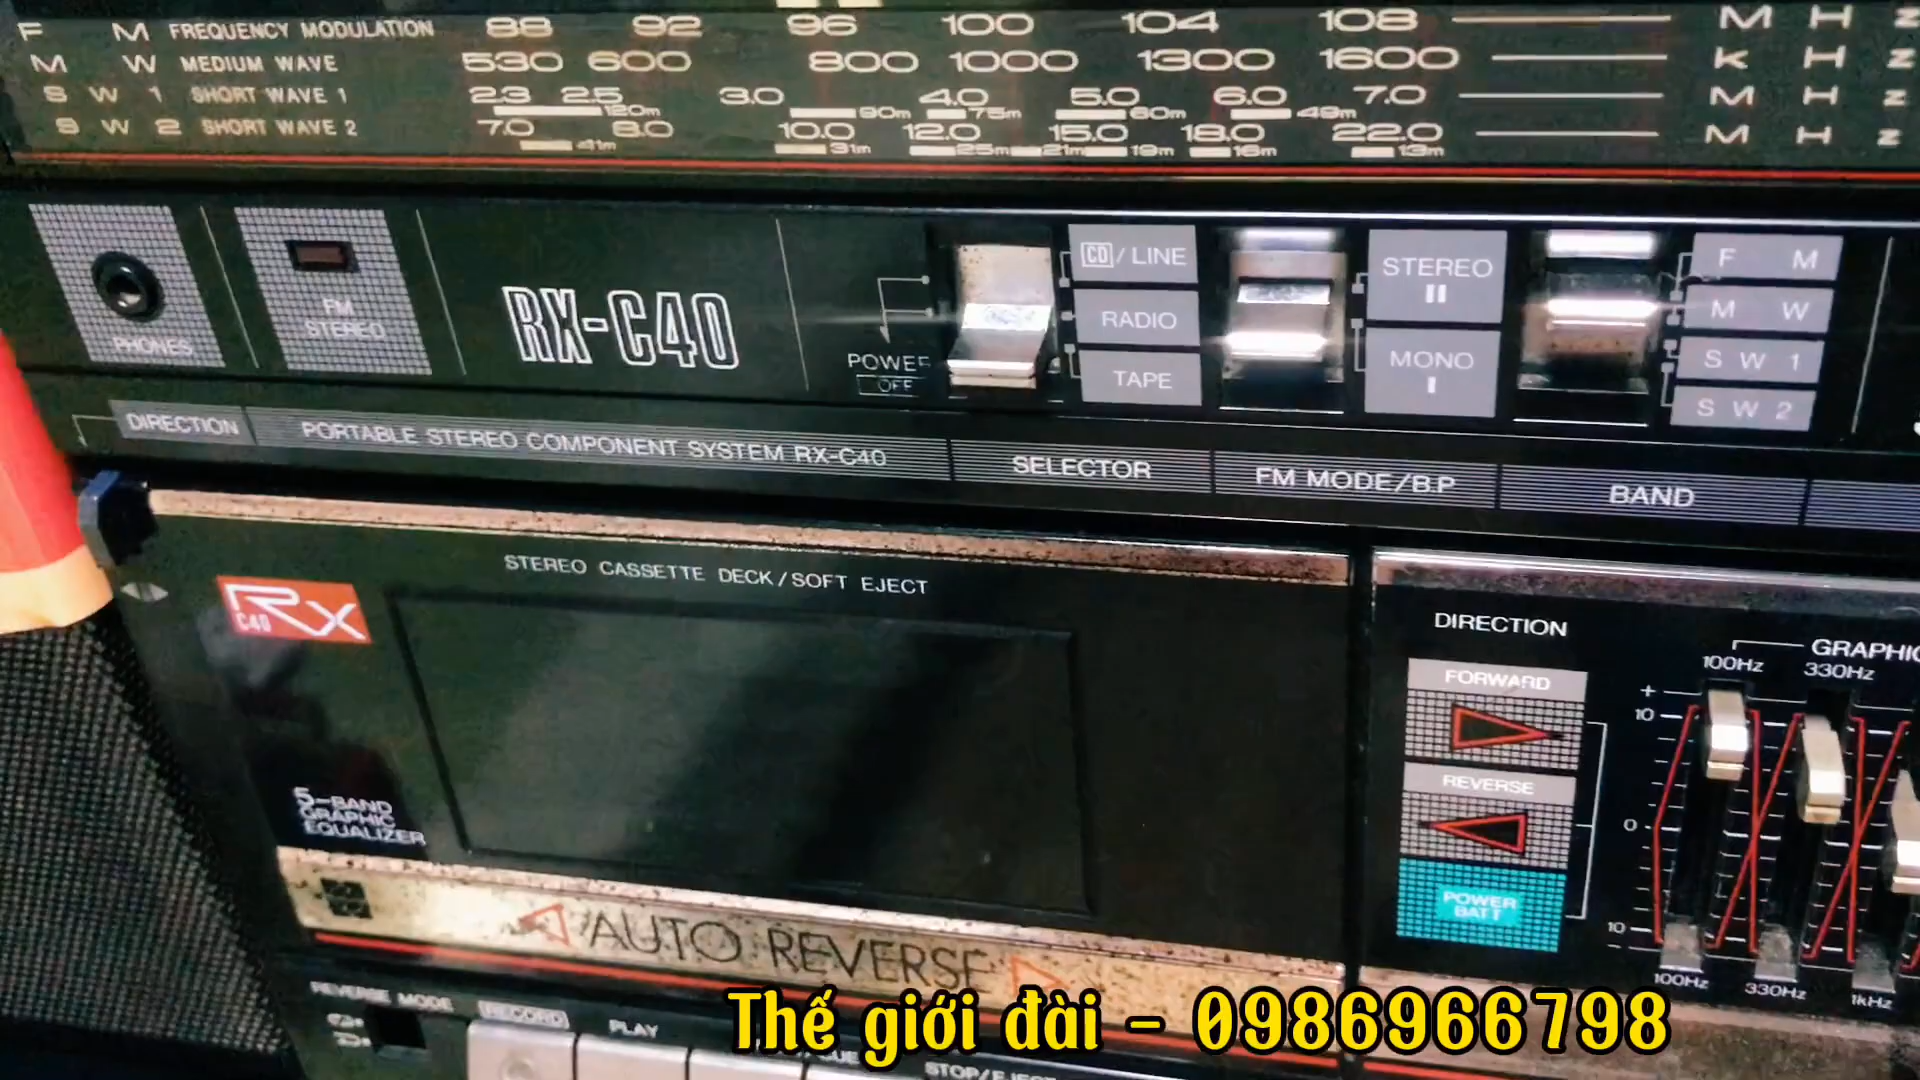 F M FREQUENCY MODULATION 88 92 96 100 104 108 M H z
M W MEDIUM WAVE 530 600 800 1000 1300 1600 k H z
S W 1 SHORT WAVE 1 2.3 2.5 3.0 4.0 5.0 6.0 7.0 M H z
120m 90m 75m 60m 49m
S W 2 SHORT WAVE 2 7.0 8.0 10.0 12.0 15.0 18.0 22.0 M H z
41m 31m 25m 21m 19m 16m 13m
PHONES
FM
STEREO
RX-C40
POWER
OFF
CD / LINE
RADIO
TAPE
STEREO
II
MONO
I
F M
M W
S W 1
S W 2
DIRECTION
PORTABLE STEREO COMPONENT SYSTEM RX-C40
SELECTOR
FM MODE/B.P
BAND
STEREO CASSETTE DECK/SOFT EJECT
RX
C40
5-BAND
GRAPHIC
EQUALIZER
AUTO REVERSE
DIRECTION
FORWARD
REVERSE
POWER
BATT
GRAPHIC
100Hz 330Hz
+
10
0
10
-
100Hz 330Hz 1kHz
REVERSE MODE
RECORD
PLAY
STOP/EJECT
Thế giới đài - 0986966798